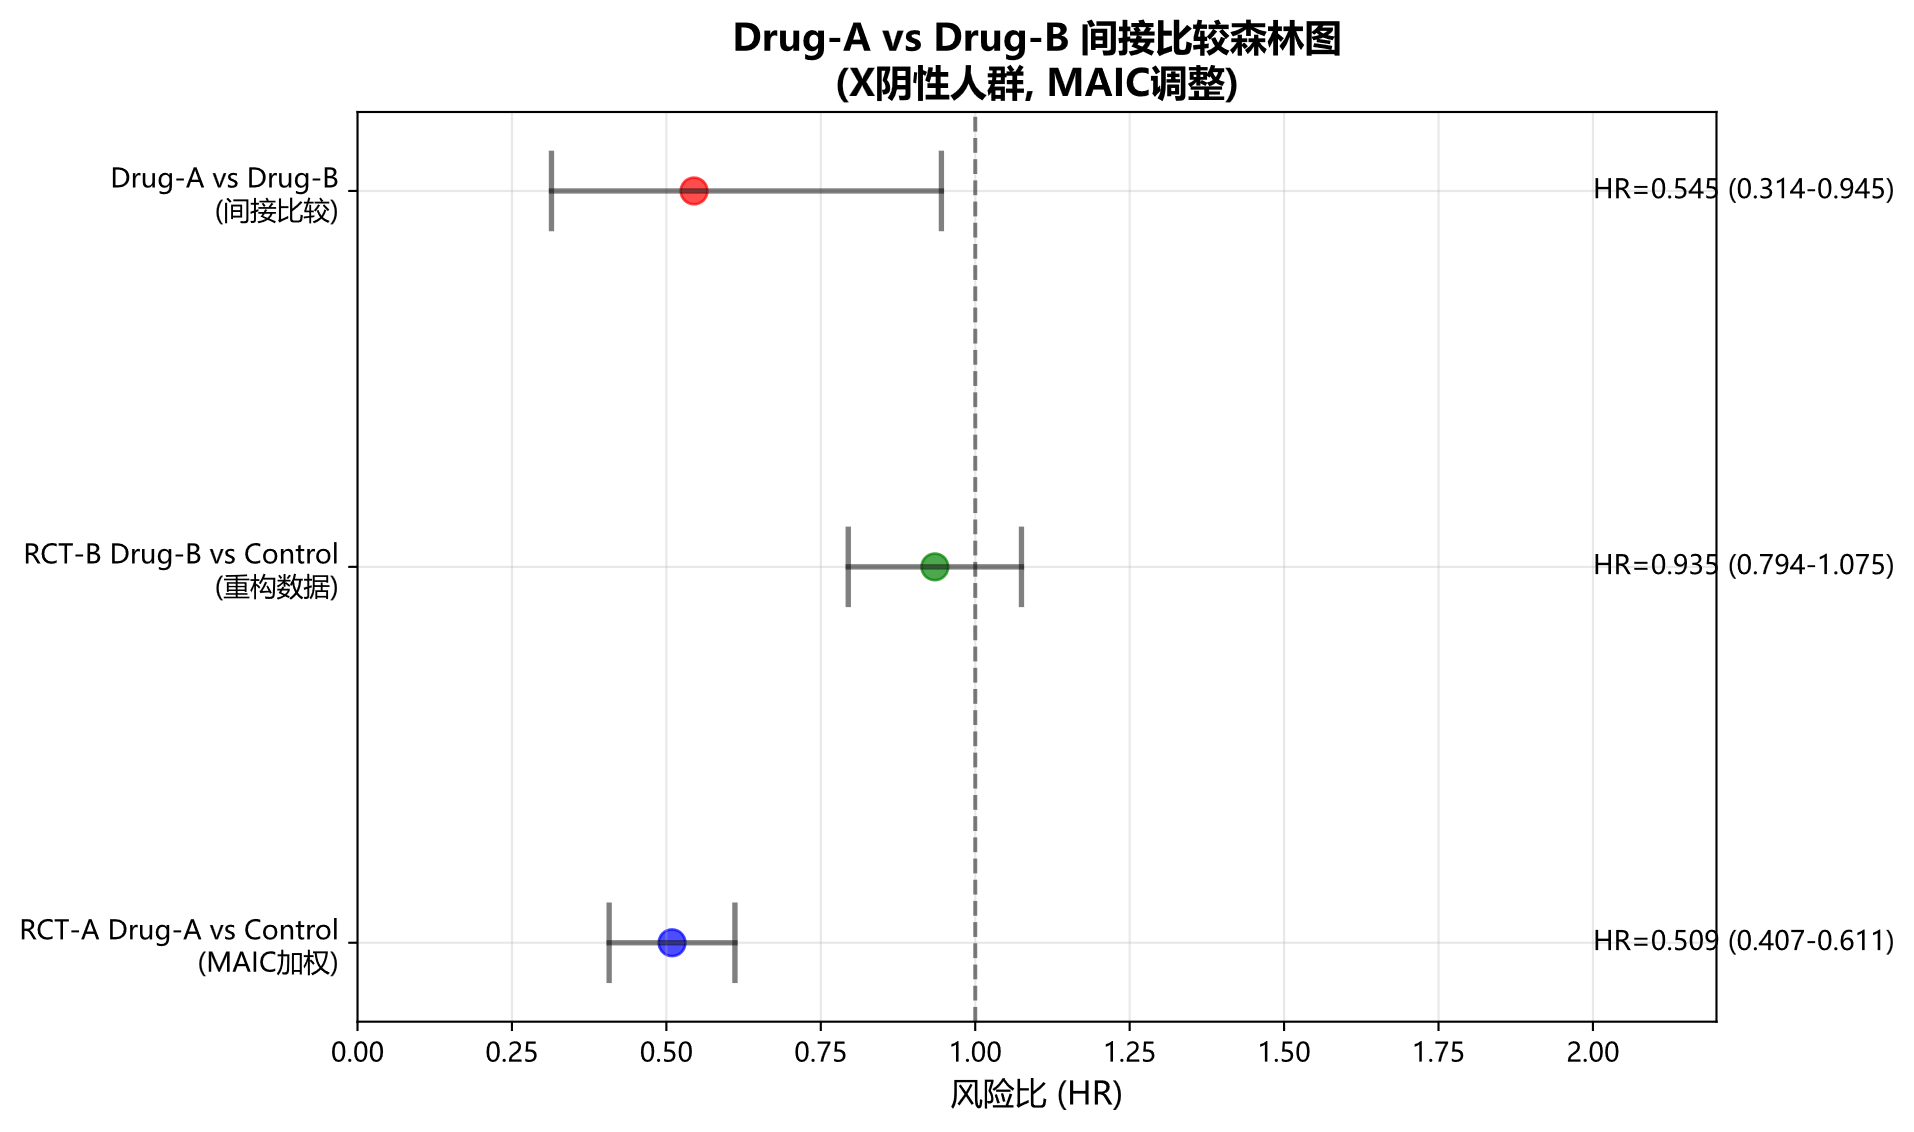 Drug-A vs Drug-B 间接比较森林图
(X阴性人群, MAIC调整)
Drug-A vs Drug-B
(间接比较)
HR=0.545 (0.314-0.945)
RCT-B Drug-B vs Control
(重构数据)
HR=0.935 (0.794-1.075)
RCT-A Drug-A vs Control
(MAIC加权)
HR=0.509 (0.407-0.611)
0.00 0.25 0.50 0.75 1.00 1.25 1.50 1.75 2.00
风险比 (HR)